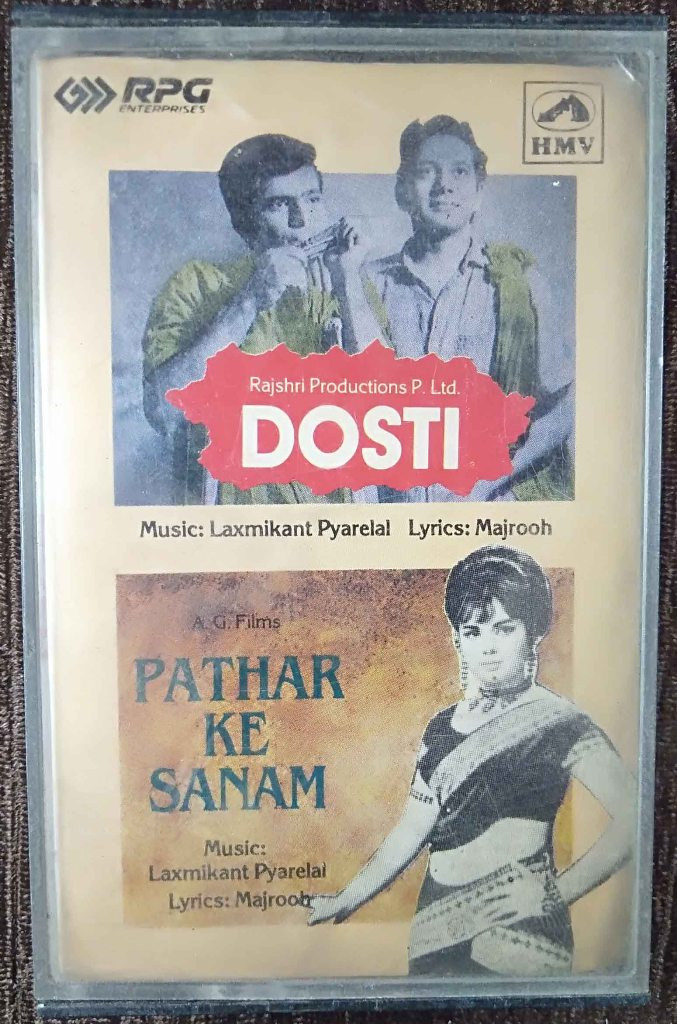 RPG
ENTERPRISES
HMV
Rajshri Productions P. Ltd.
DOSTI
Music: Laxmikant Pyarelal Lyrics: Majrooh
A. G. Films
PATHAR
KE
SANAM
Music:
Laxmikant Pyarelal
Lyrics: Majrooh